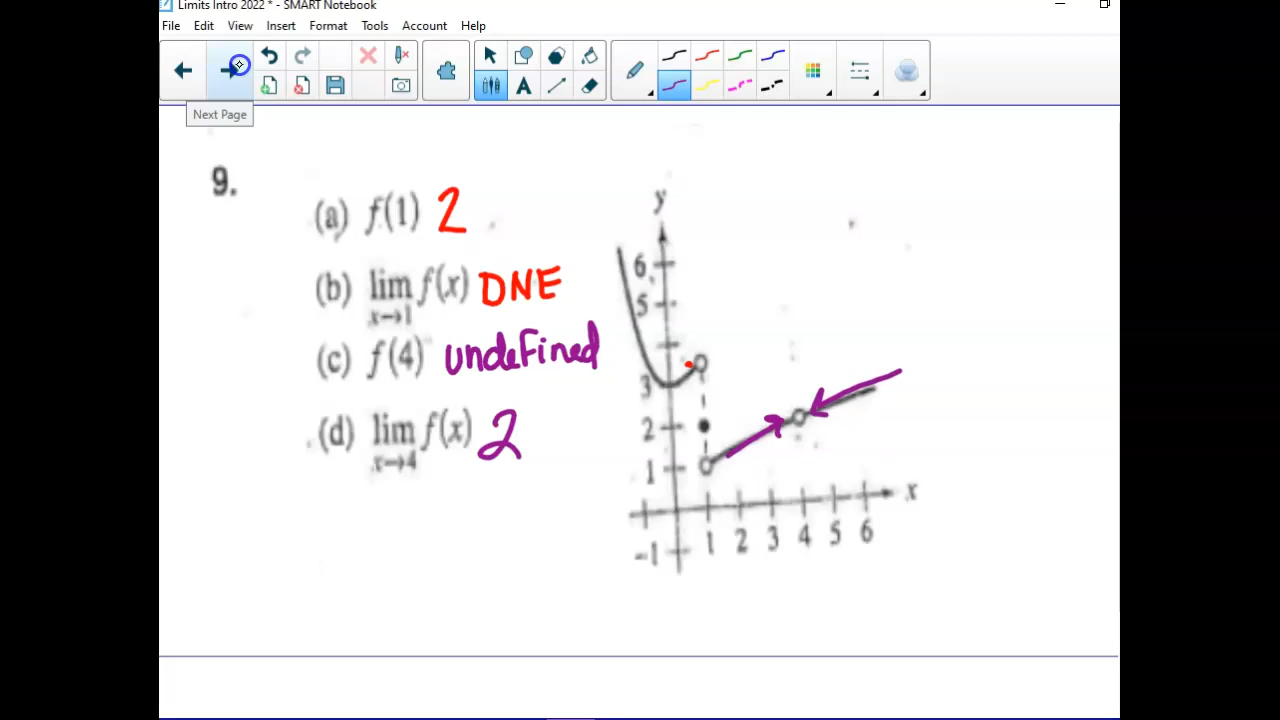 Limits Intro 2022 * - SMART Notebook
File Edit View Insert Format Tools Account Help
A
Next Page
9.
(a) f(1) 2
(b) lim f(x) DNE
x→1
(c) f(4) undefined
(d) lim f(x) 2
x→4
y
6
5
3
2
1
-1
1 2 3 4 5 6
x